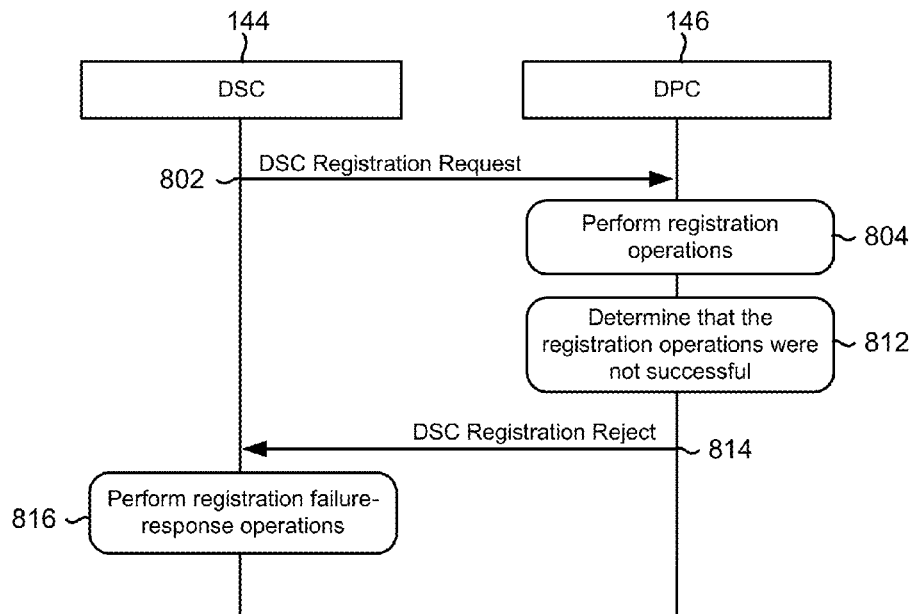 144
146
DSC
DPC
DSC Registration Request
802
Perform registration
operations
804
Determine that the
registration operations were
not successful
812
DSC Registration Reject
814
Perform registration failure-
response operations
816